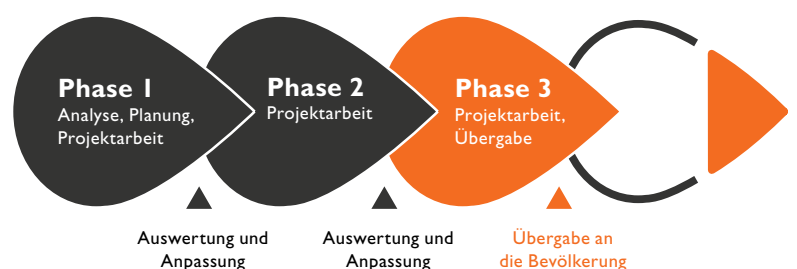 Phase 1
Analyse, Planung,
Projektarbeit
Phase 2
Projektarbeit
Phase 3
Projektarbeit,
Übergabe
Auswertung und
Anpassung
Auswertung und
Anpassung
Übergabe an
die Bevölkerung